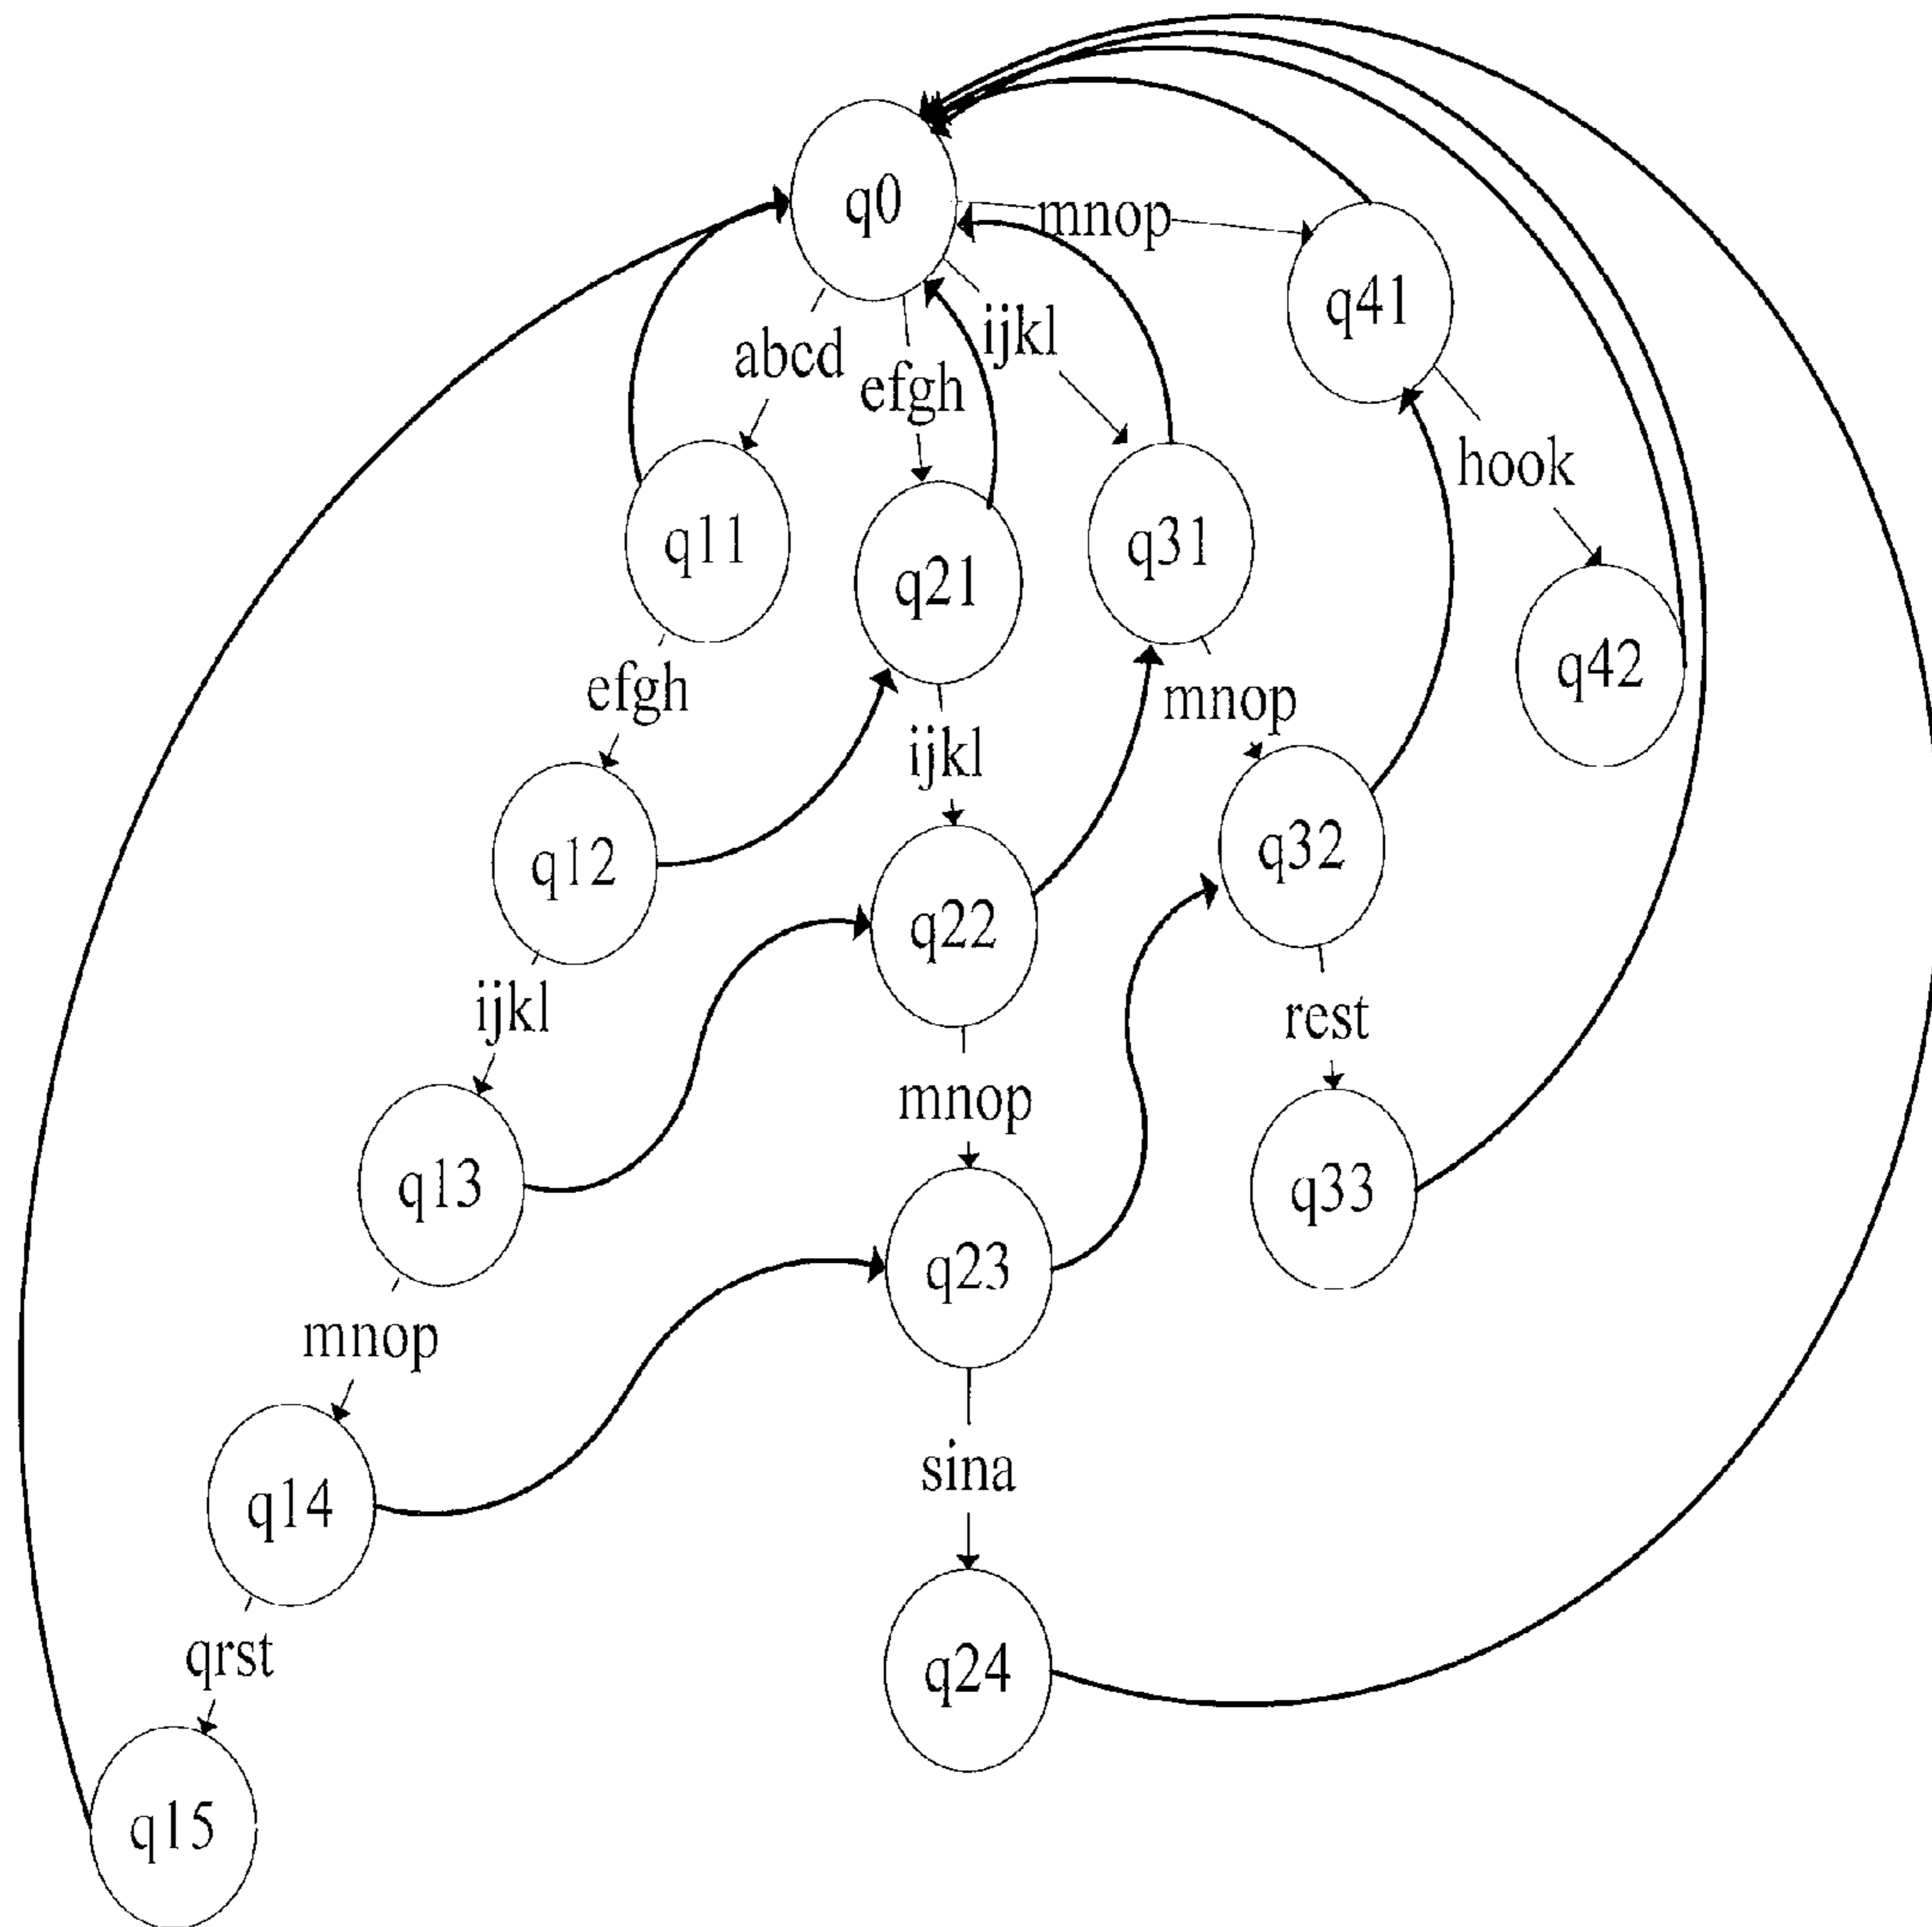 q0
mnop
q41
ijkl
abcd
efgh
hook
q11
q31
q21
q42
efgh
mnop
ijkl
q12
q32
q22
ijkl
rest
mnop
q13
q33
q23
mnop
sina
q14
qrst
q24
q15